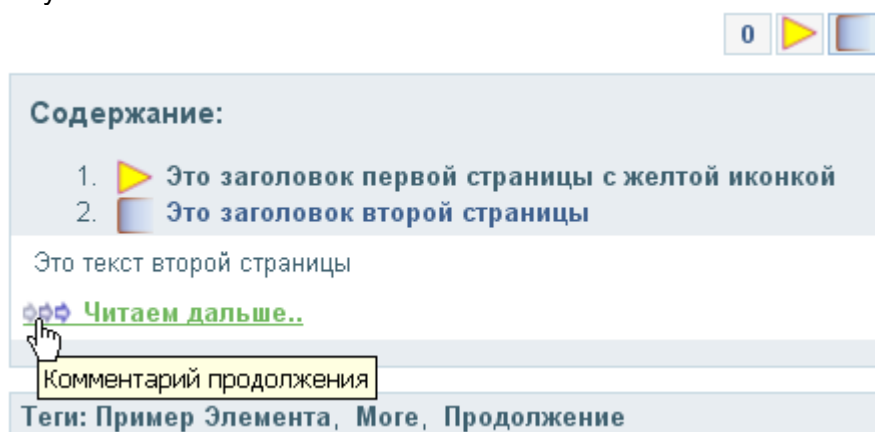 0
Содержание:
1. Это заголовок первой страницы с желтой иконкой
2. Это заголовок второй страницы
Это текст второй страницы
Читаем дальше..
Комментарий продолжения
Теги: Пример Элемента, More, Продолжение